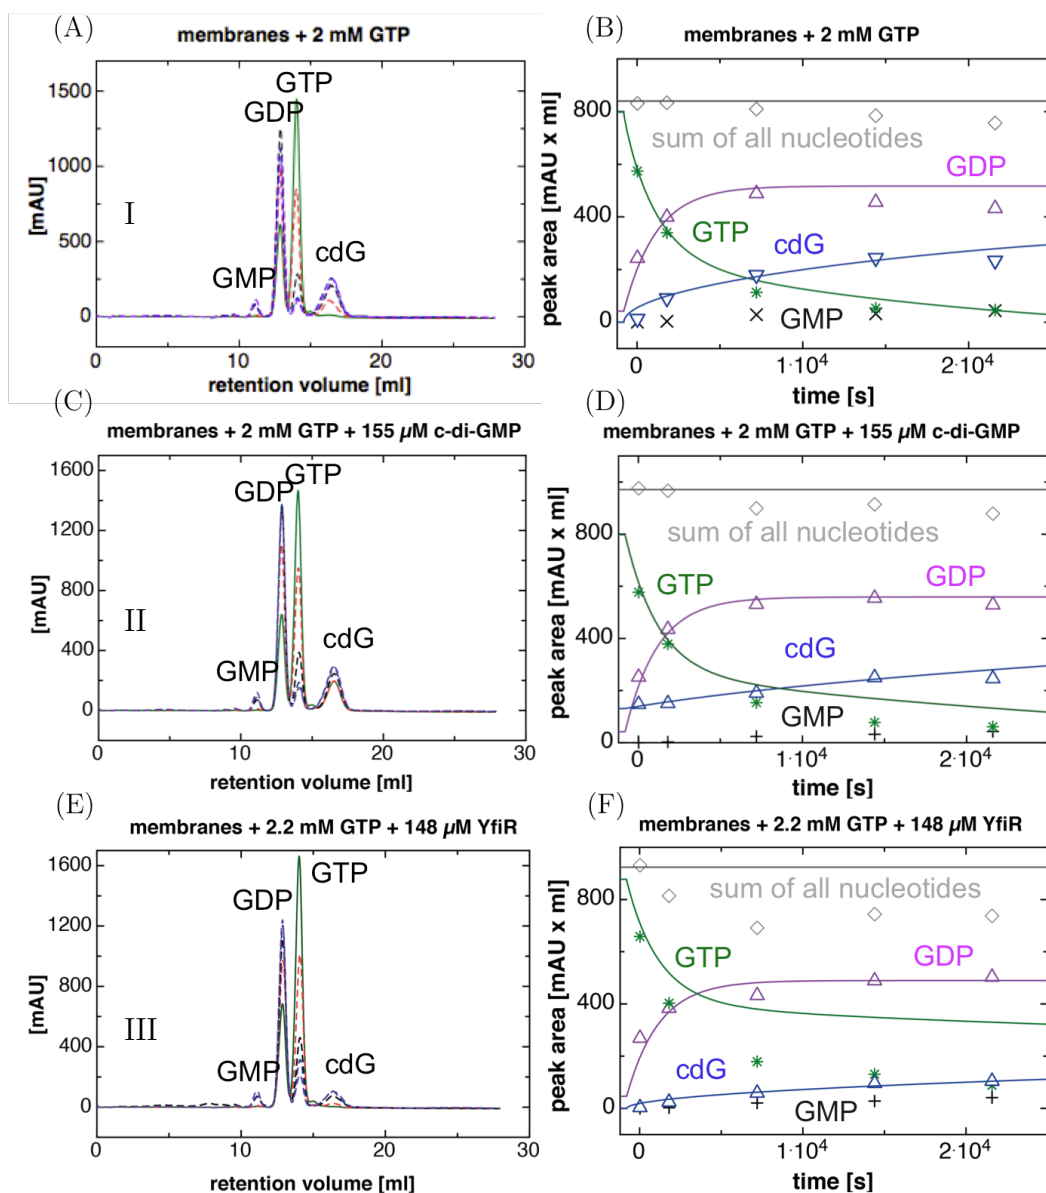 (A)
membranes + 2 mM GTP
GTP
GDP
I
GMP
cdG
[mAU]
1500
1000
500
0
0 10 20 30
retention volume [ml]
(B)
membranes + 2 mM GTP
sum of all nucleotides
GDP
GTP
cdG
GMP
peak area [mAU x ml]
800
400
0
0 1·10⁴ 2·10⁴
time [s]
(C)
membranes + 2 mM GTP + 155 µM c-di-GMP
GTP
GDP
II
GMP
cdG
[mAU]
1600
1200
800
400
0
0 10 20 30
retention volume [ml]
(D)
membranes + 2 mM GTP + 155 µM c-di-GMP
sum of all nucleotides
GTP
GDP
cdG
GMP
peak area [mAU x ml]
800
400
0
0 1·10⁴ 2·10⁴
time [s]
(E)
membranes + 2.2 mM GTP + 148 µM YfiR
GTP
GDP
III
GMP
cdG
[mAU]
1600
1200
800
400
0
0 10 20 30
retention volume [ml]
(F)
membranes + 2.2 mM GTP + 148 µM YfiR
sum of all nucleotides
GTP
GDP
cdG
GMP
peak area [mAU x ml]
800
400
0
0 1·10⁴ 2·10⁴
time [s]